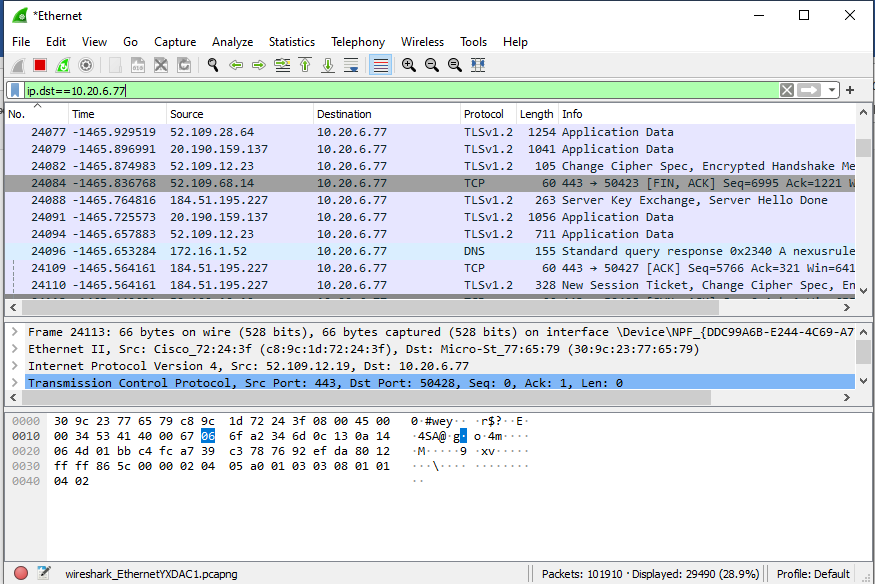 *Ethernet
File Edit View Go Capture Analyze Statistics Telephony Wireless Tools Help
ip.dst==10.20.6.77
No. Time Source Destination Protocol Length Info
24077 -1465.929519 52.109.28.64 10.20.6.77 TLSv1.2 1254 Application Data
24079 -1465.896991 20.190.159.137 10.20.6.77 TLSv1.2 1041 Application Data
24082 -1465.874983 52.109.12.23 10.20.6.77 TLSv1.2 105 Change Cipher Spec, Encrypted Handshake Me
24084 -1465.836768 52.109.68.14 10.20.6.77 TCP 60 443 → 50423 [FIN, ACK] Seq=6995 Ack=1221 W
24088 -1465.764816 184.51.195.227 10.20.6.77 TLSv1.2 263 Server Key Exchange, Server Hello Done
24091 -1465.725573 20.190.159.137 10.20.6.77 TLSv1.2 1056 Application Data
24094 -1465.657883 52.109.12.23 10.20.6.77 TLSv1.2 711 Application Data
24096 -1465.653284 172.16.1.52 10.20.6.77 DNS 155 Standard query response 0x2340 A nexusrule
24109 -1465.564161 184.51.195.227 10.20.6.77 TCP 60 443 → 50427 [ACK] Seq=5766 Ack=321 Win=641
24110 -1465.564161 184.51.195.227 10.20.6.77 TLSv1.2 328 New Session Ticket, Change Cipher Spec, En
Frame 24113: 66 bytes on wire (528 bits), 66 bytes captured (528 bits) on interface \Device\NPF_{DDC99A6B-E244-4C69-A7
Ethernet II, Src: Cisco_72:24:3f (c8:9c:1d:72:24:3f), Dst: Micro-St_77:65:79 (30:9c:23:77:65:79)
Internet Protocol Version 4, Src: 52.109.12.19, Dst: 10.20.6.77
Transmission Control Protocol, Src Port: 443, Dst Port: 50428, Seq: 0, Ack: 1, Len: 0
0000 30 9c 23 77 65 79 c8 9c 1d 72 24 3f 08 00 45 00 0·#wey·· ·r$?··E·
0010 00 34 53 41 40 00 67 06 6f a2 34 6d 0c 13 0a 14 ·4SA@·g· o·4m····
0020 06 4d 01 bb c4 fc a7 39 c3 78 76 92 ef da 80 12 ·M·····9 ·xv·····
0030 ff ff 86 5c 00 00 02 04 05 a0 01 03 03 08 01 01 ···\···· ········
0040 04 02 ··
wireshark_EthernetYXDAC1.pcapng Packets: 101910 · Displayed: 29490 (28.9%) Profile: Default